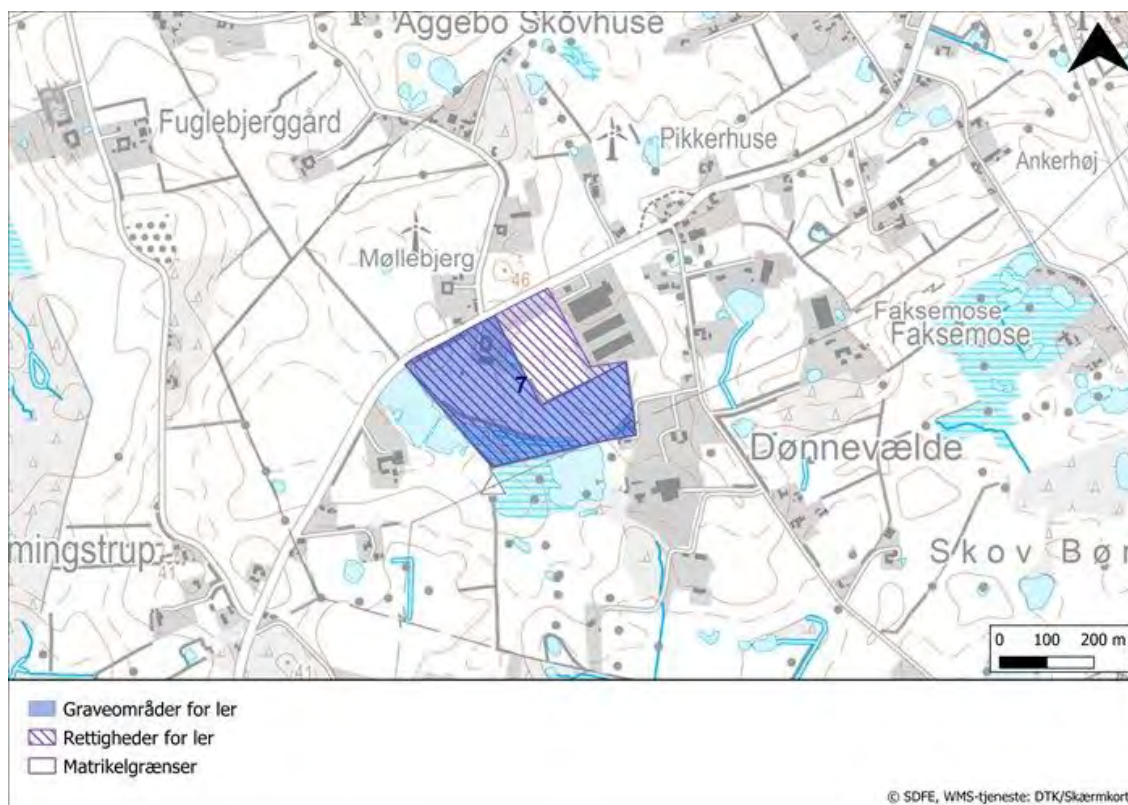 Aggebo Skovhuse
Fuglebjerggård
Pikkerhuse
Ankerhøj
Møllebjerg
46
Faksemose
Faksemose
7
Dønnevælde
mingstrup
41
Skov Bør
41
0 100 200 m
Graveområder for ler
Rettigheder for ler
Matrikelgrænser
© SDFE, WMS-tjeneste: DTK/Skærmkort